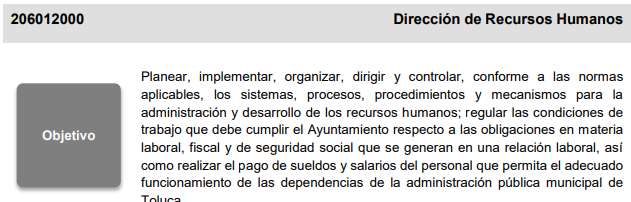 206012000 Dirección de Recursos Humanos
Objetivo
Planear, implementar, organizar, dirigir y controlar, conforme a las normas
aplicables, los sistemas, procesos, procedimientos y mecanismos para la
administración y desarrollo de los recursos humanos; regular las condiciones de
trabajo que debe cumplir el Ayuntamiento respecto a las obligaciones en materia
laboral, fiscal y de seguridad social que se generan en una relación laboral, así
como realizar el pago de sueldos y salarios del personal que permita el adecuado
funcionamiento de las dependencias de la administración pública municipal de
Toluca